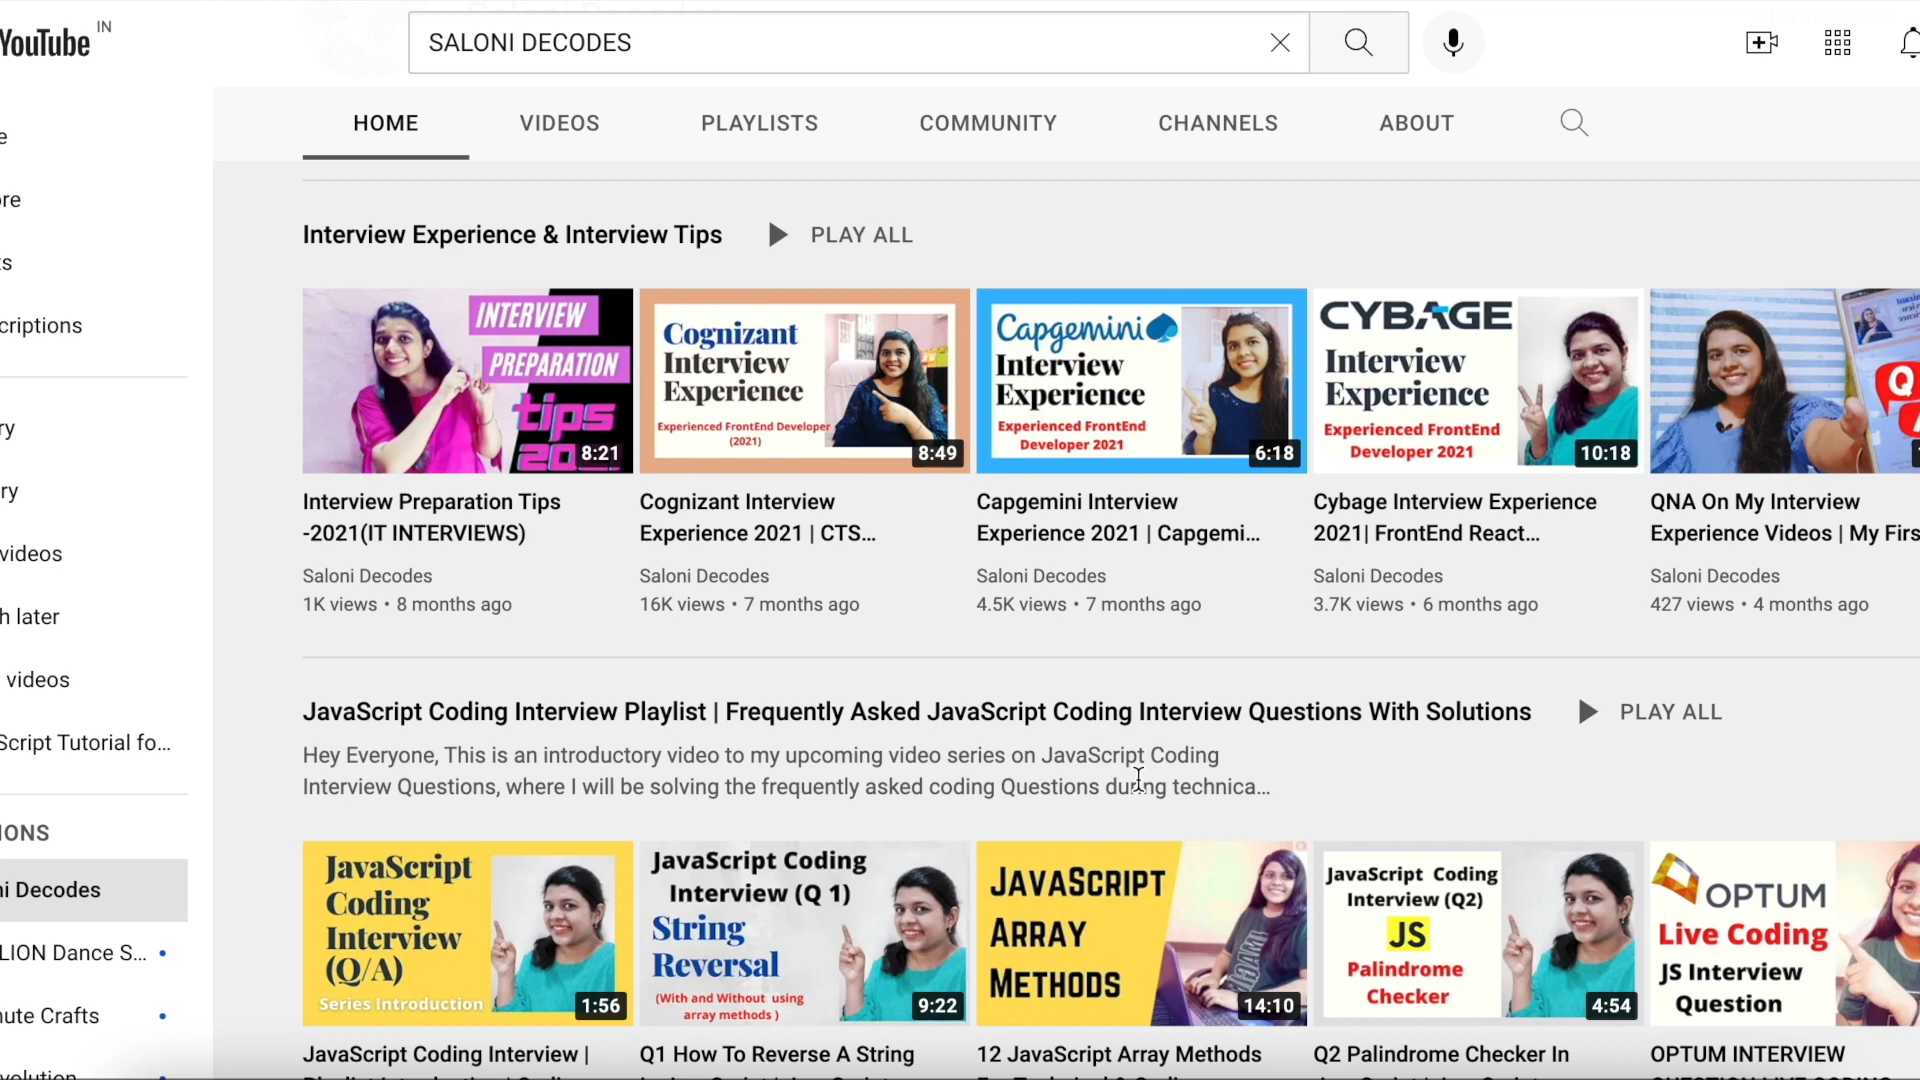 YouTube IN
SALONI DECODES
HOME VIDEOS PLAYLISTS COMMUNITY CHANNELS ABOUT
Interview Experience & Interview Tips PLAY ALL
INTERVIEW
PREPARATION
tips
8:21
Cognizant
Interview
Experience
Experienced FrontEnd Developer
(2021)
8:49
Capgemini
Interview
Experience
Experienced FrontEnd
Developer 2021
6:18
CYBAGE
Interview
Experience
Experienced FrontEnd
Developer 2021
10:18
Q
Interview Preparation Tips
-2021(IT INTERVIEWS)
Saloni Decodes
1K views • 8 months ago
Cognizant Interview
Experience 2021 | CTS...
Saloni Decodes
16K views • 7 months ago
Capgemini Interview
Experience 2021 | Capgemi...
Saloni Decodes
4.5K views • 7 months ago
Cybage Interview Experience
2021| FrontEnd React...
Saloni Decodes
3.7K views • 6 months ago
QNA On My Interview
Experience Videos | My Firs
Saloni Decodes
427 views • 4 months ago
JavaScript Coding Interview Playlist | Frequently Asked JavaScript Coding Interview Questions With Solutions PLAY ALL
Hey Everyone, This is an introductory video to my upcoming video series on JavaScript Coding
Interview Questions, where I will be solving the frequently asked coding Questions during technica...
JavaScript
Coding
Interview
(Q/A)
Series Introduction
1:56
JavaScript Coding
Interview (Q 1)
String
Reversal
(With and Without using
array methods )
9:22
JAVASCRIPT
ARRAY
METHODS
14:10
JavaScript Coding
Interview (Q2)
JS
Palindrome
Checker
4:54
OPTUM
Live Coding
JS Interview
Question
JavaScript Coding Interview |
Q1 How To Reverse A String
12 JavaScript Array Methods
Q2 Palindrome Checker In
OPTUM INTERVIEW
e
re
ts
criptions
ry
ry
videos
h later
videos
Script Tutorial fo...
IONS
ni Decodes
LION Dance S...
ute Crafts